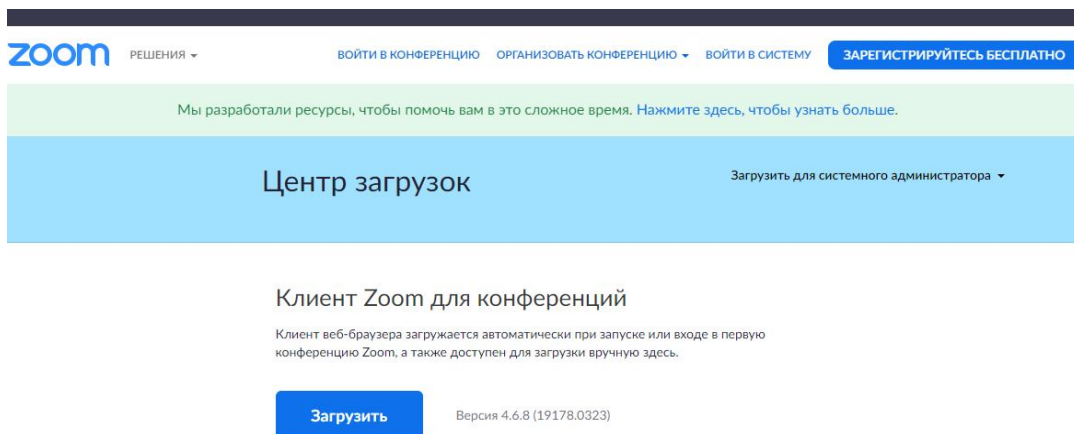 zoom РЕШЕНИЯ ВОЙТИ В КОНФЕРЕНЦИЮ ОРГАНИЗОВАТЬ КОНФЕРЕНЦИЮ ВОЙТИ В СИСТЕМУ ЗАРЕГИСТРИРУЙТЕСЬ БЕСПЛАТНО
Мы разработали ресурсы, чтобы помочь вам в это сложное время. Нажмите здесь, чтобы узнать больше.
Центр загрузок Загрузить для системного администратора
Клиент Zoom для конференций
Клиент веб-браузера загружается автоматически при запуске или входе в первую
конференцию Zoom, а также доступен для загрузки вручную здесь.
Загрузить Версия 4.6.8 (19178.0323)